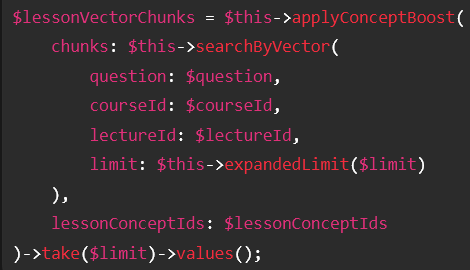 $lessonVectorChunks = $this->applyConceptBoost(
    chunks: $this->searchByVector(
        question: $question,
        courseId: $courseId,
        lectureId: $lectureId,
        limit: $this->expandedLimit($limit)
    ),
    lessonConceptIds: $lessonConceptIds
)->take($limit)->values();